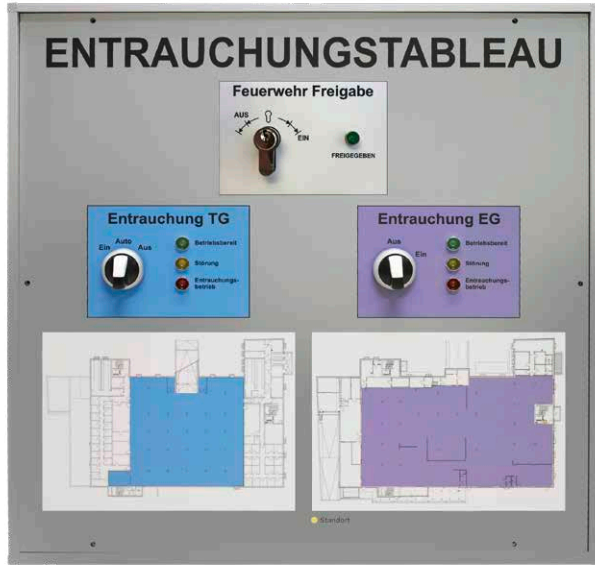 ENTRAUCHUNGSTABLEAU
Feuerwehr Freigabe
AUS
EIN
FREIGEGEBEN
Entrauchung TG
Ein
Auto
Aus
Betriebsbereit
Störung
Entrauchungs-
betrieb
Entrauchung EG
Aus
Ein
Betriebsbereit
Störung
Entrauchungs-
betrieb
Standort